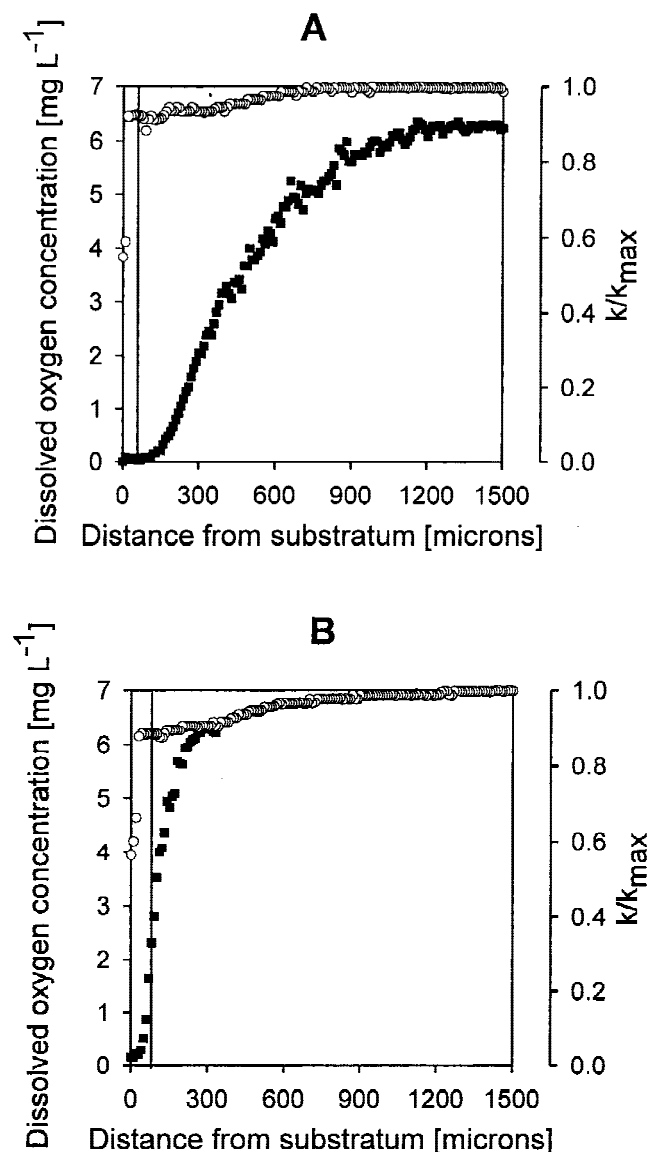 A
Dissolved oxygen concentration [mg L⁻¹]
7
6
5
4
3
2
1
0
1.0
0.8
0.6
0.4
0.2
0.0
k/kmax
0 300 600 900 1200 1500
Distance from substratum [microns]
B
Dissolved oxygen concentration [mg L⁻¹]
7
6
5
4
3
2
1
0
1.0
0.8
0.6
0.4
0.2
0.0
k/kmax
0 300 600 900 1200 1500
Distance from substratum [microns]